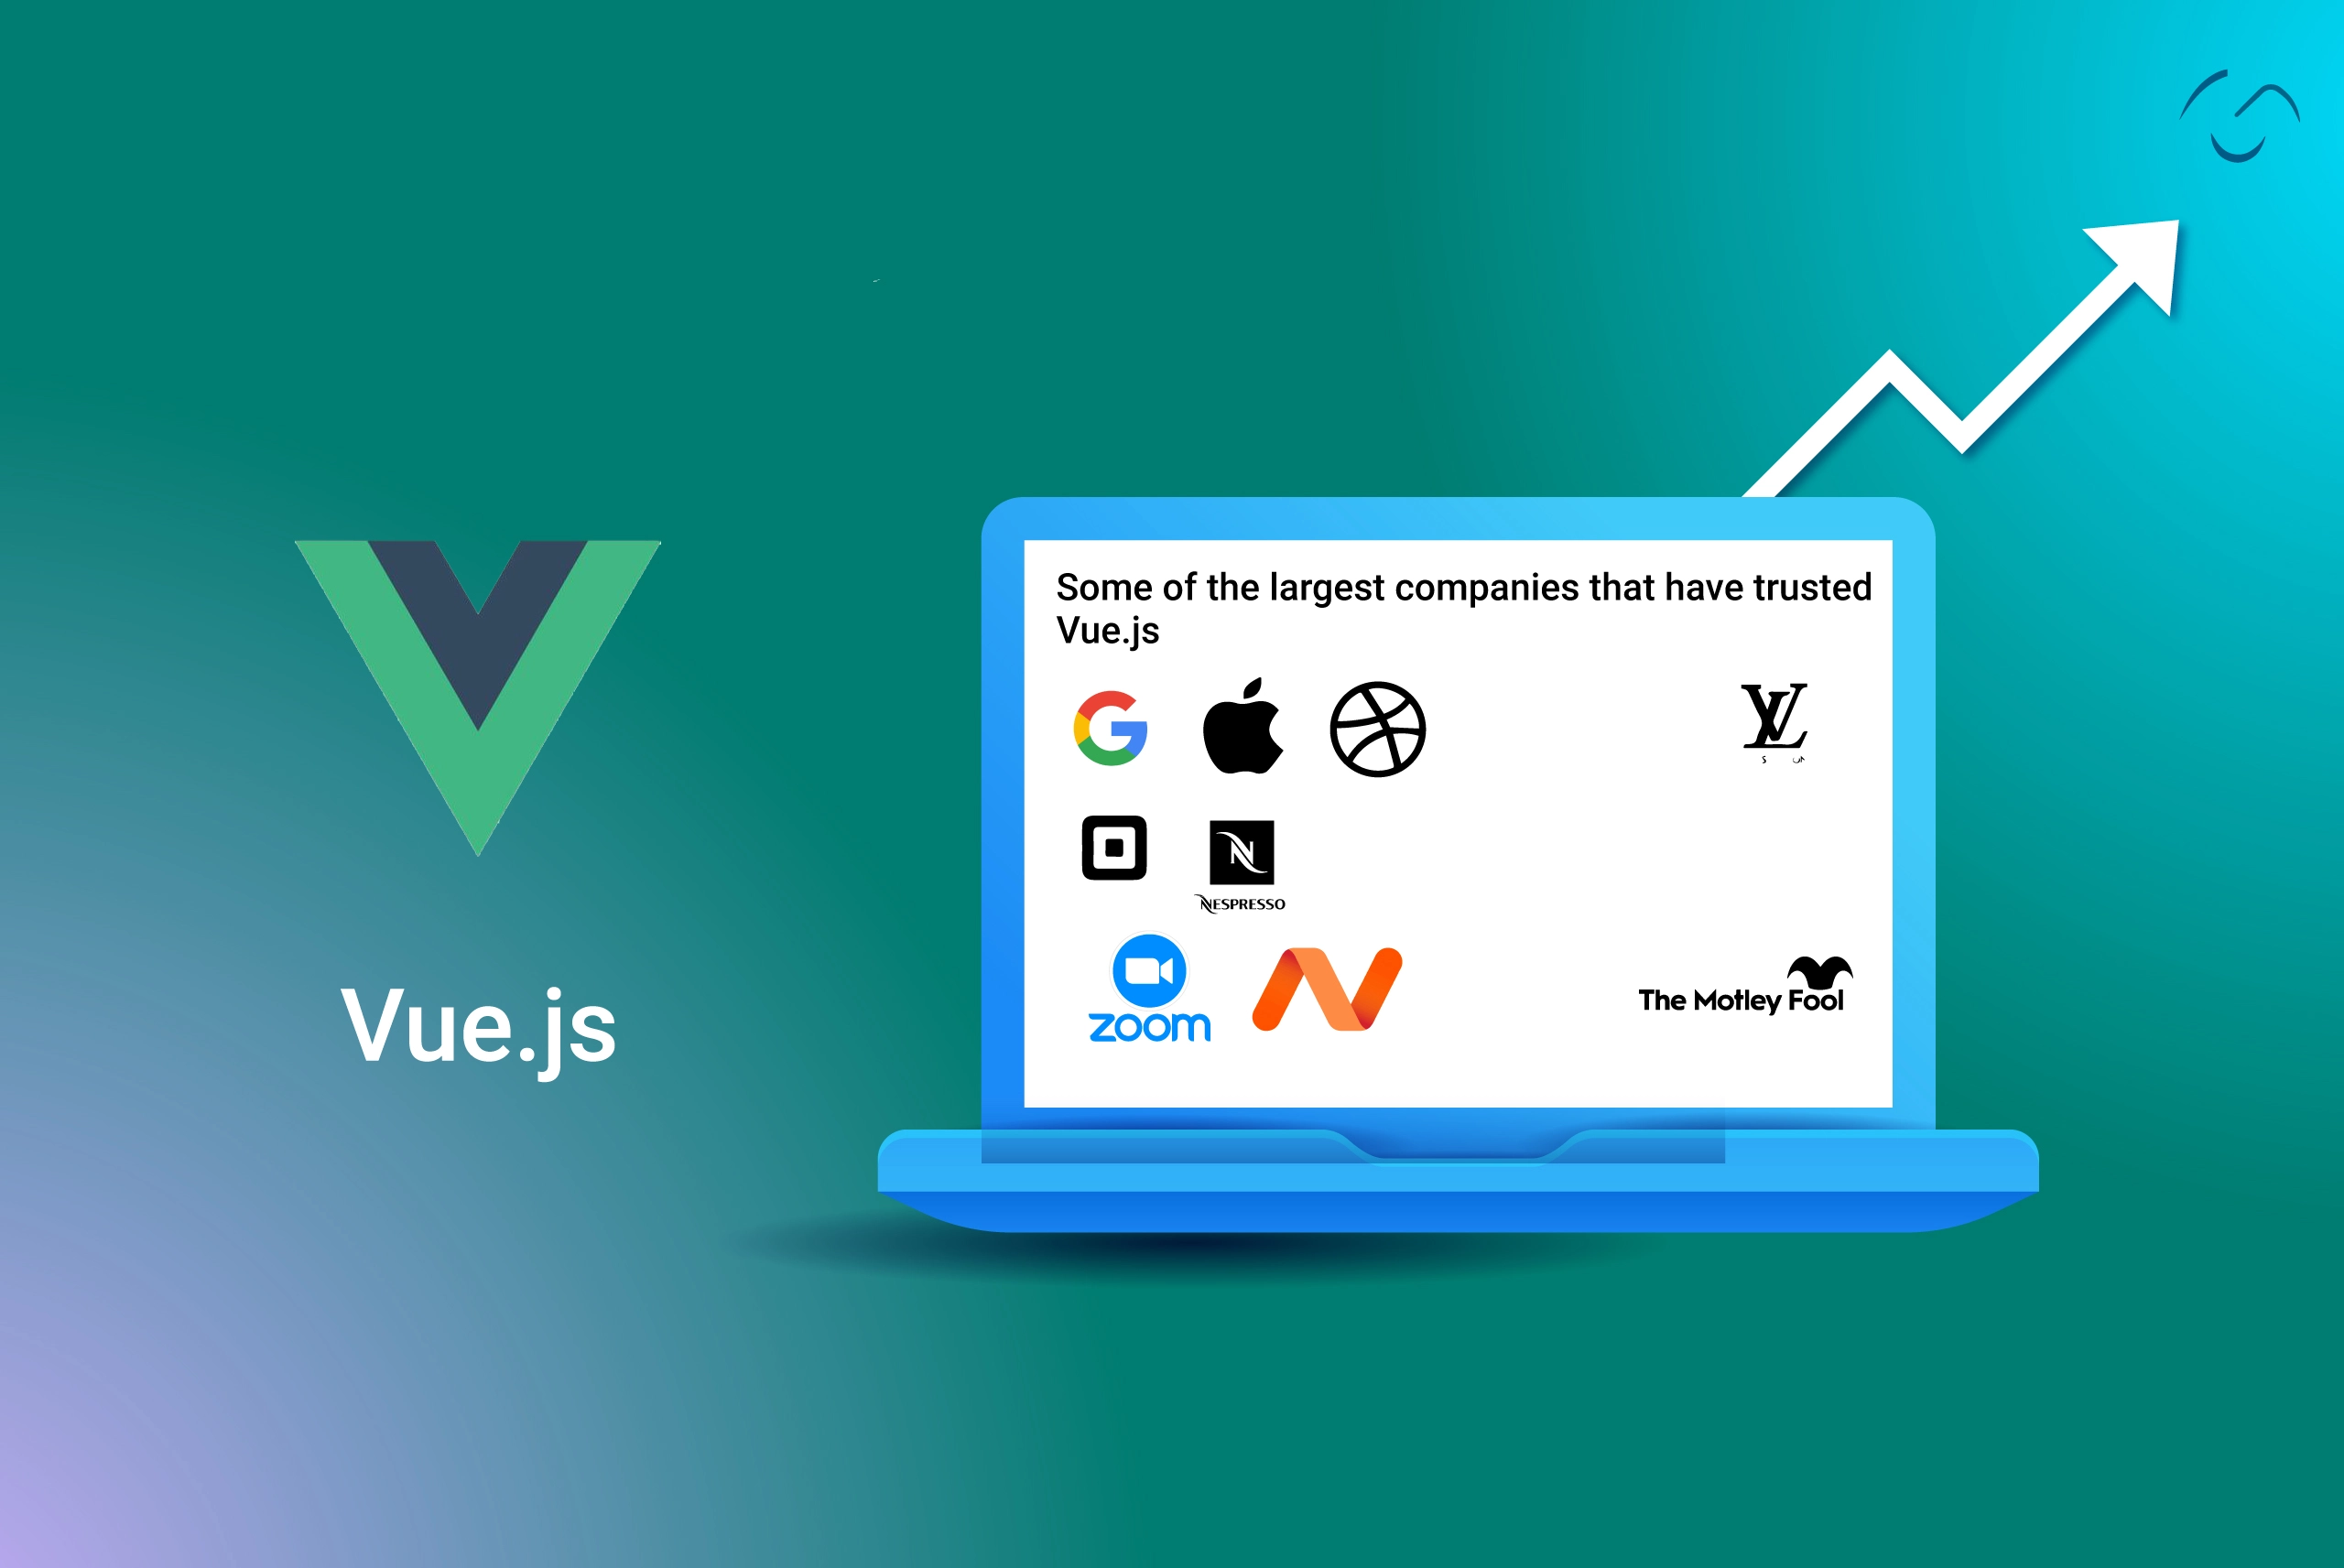 Some of the largest companies that have trusted
Vue.js
NESPRESSO
zoom
The Motley Fool
Vue.js